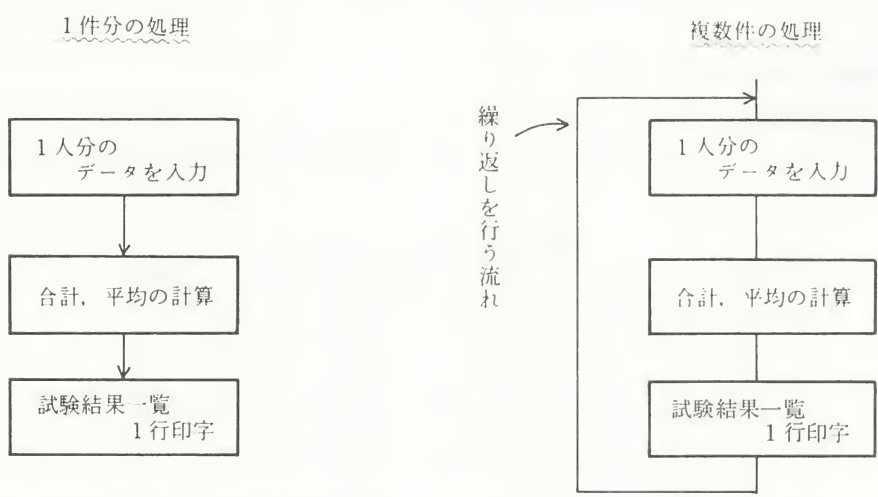 1件分の処理
1人分の
データを入力
合計，平均の計算
試験結果一覧
1行印字
複数件の処理
繰り返しを行う流れ
1人分の
データを入力
合計，平均の計算
試験結果一覧
1行印字